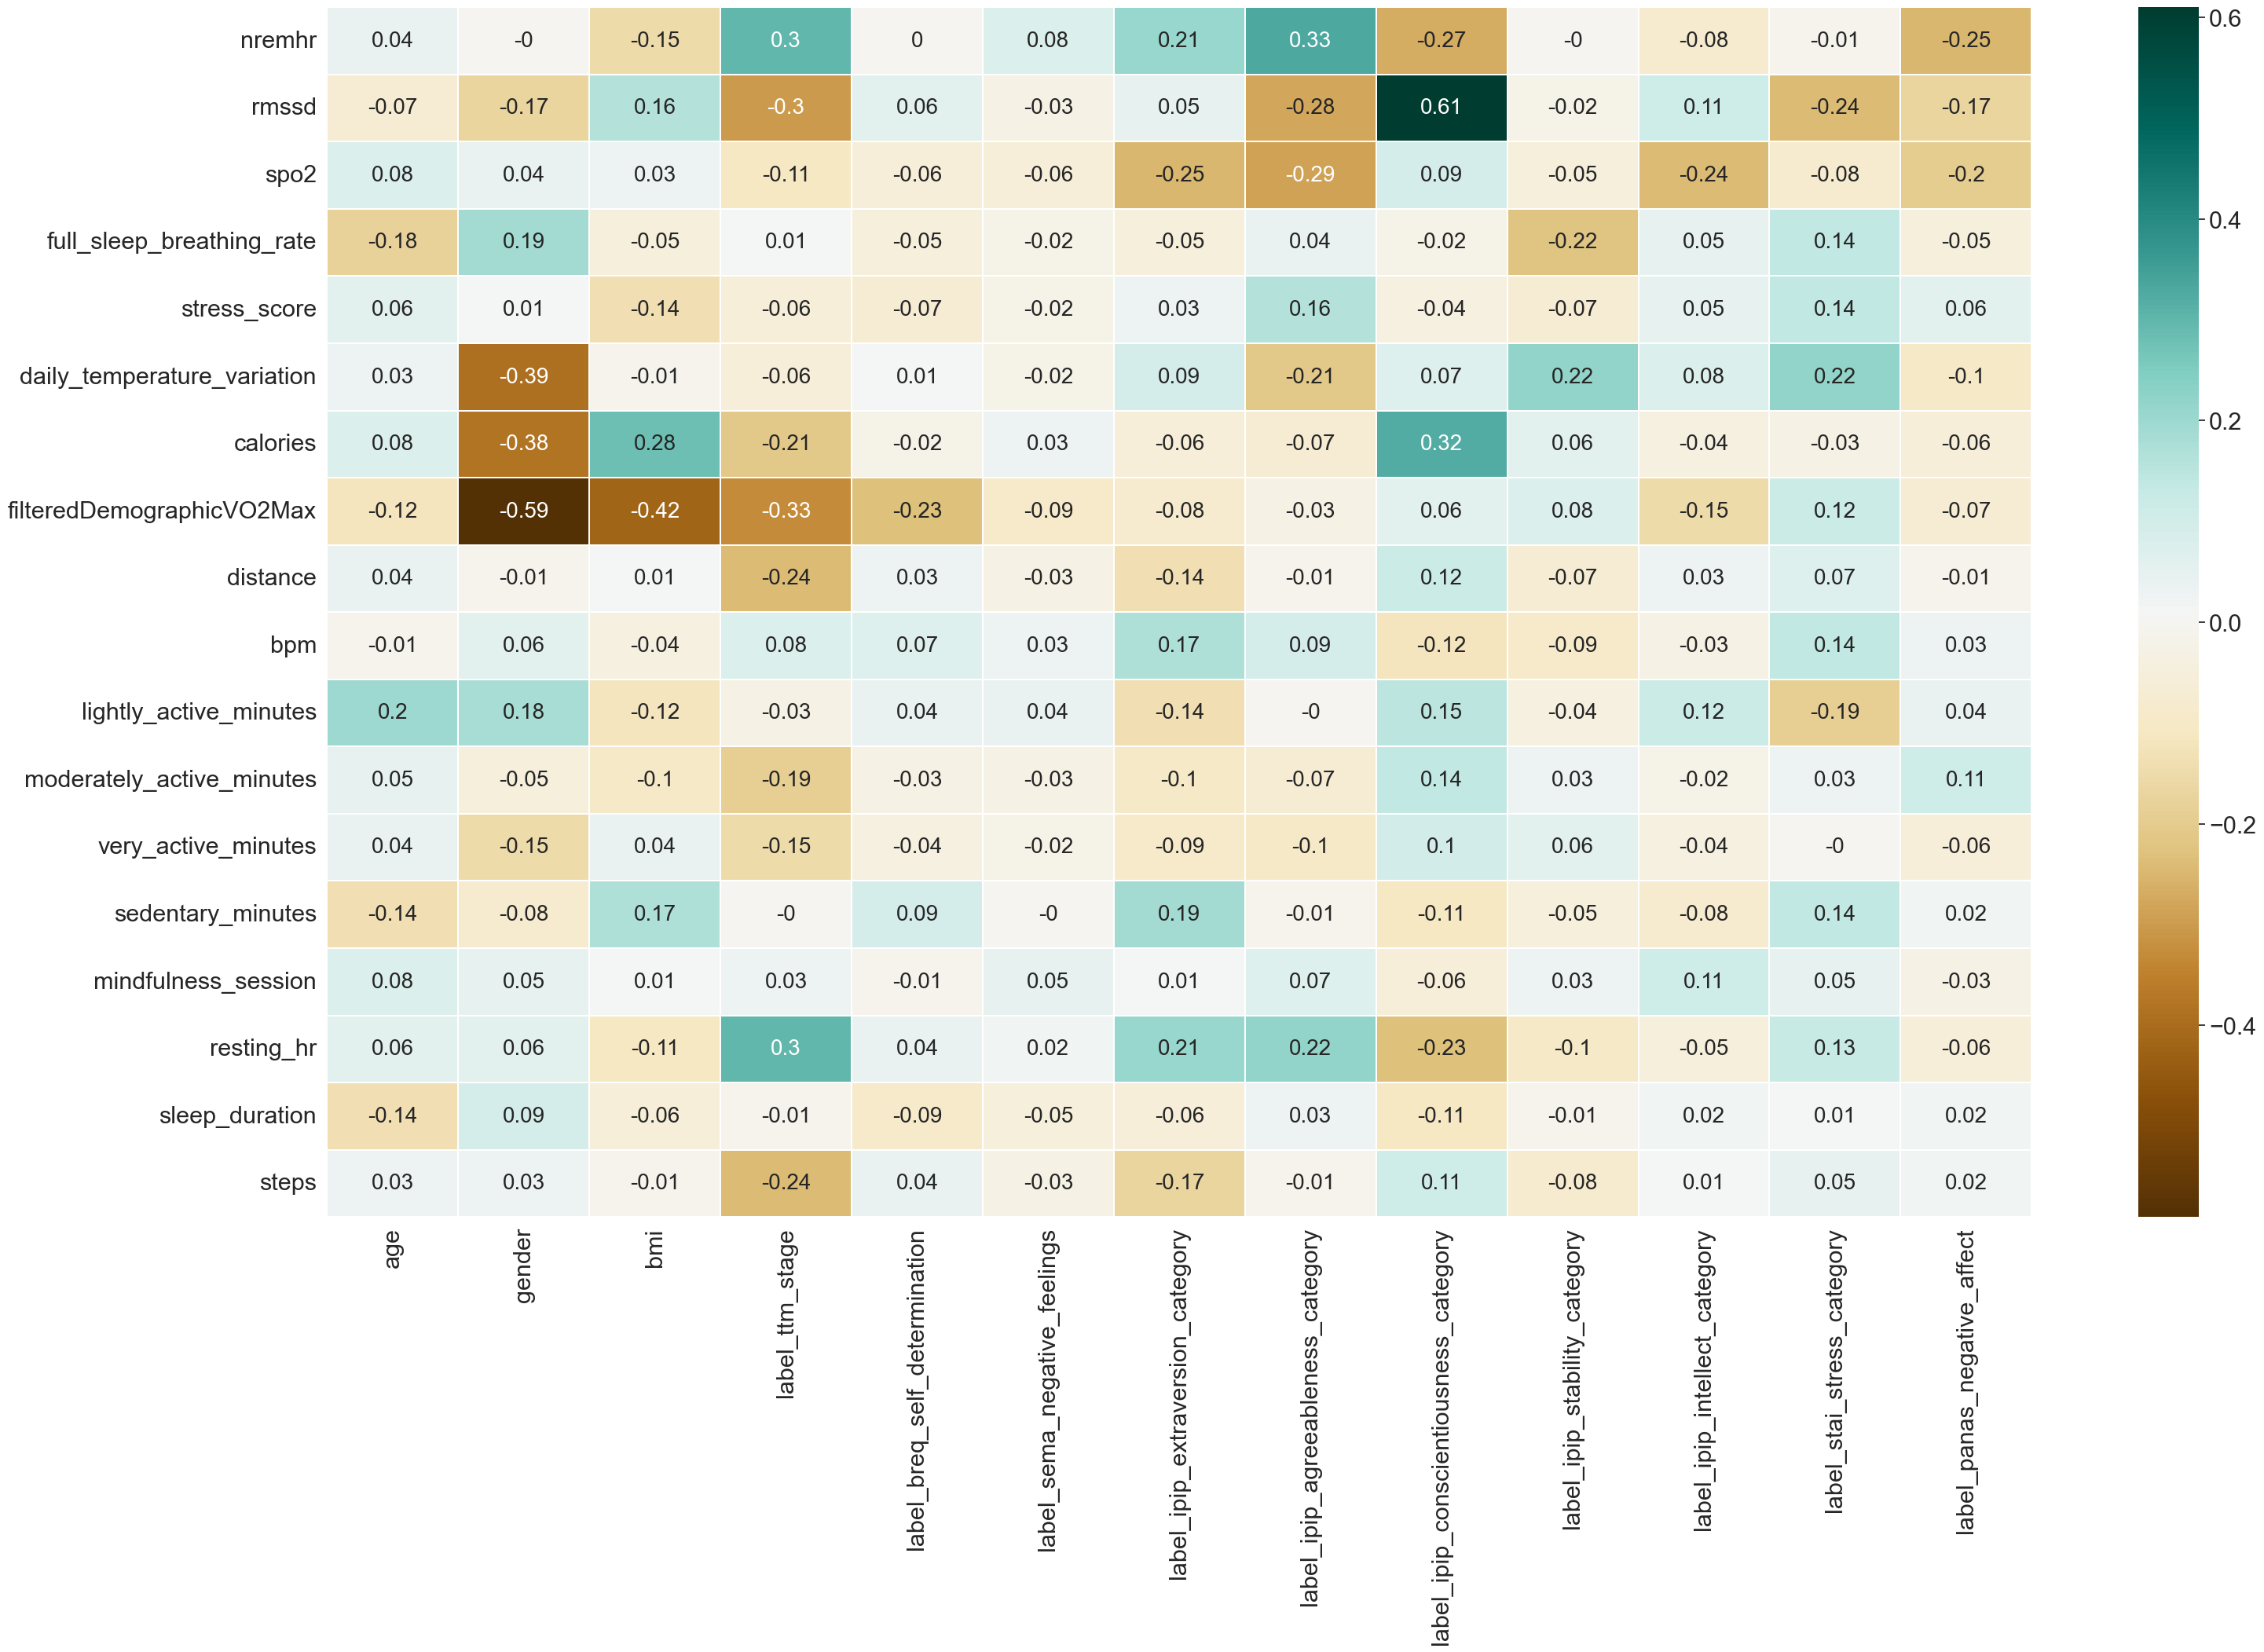 nremhr 0.04 -0 -0.15 0.3 0 0.08 0.21 0.33 -0.27 -0 -0.08 -0.01 -0.25
rmssd -0.07 -0.17 0.16 -0.3 0.06 -0.03 0.05 -0.28 0.61 -0.02 0.11 -0.24 -0.17
spo2 0.08 0.04 0.03 -0.11 -0.06 -0.06 -0.25 -0.29 0.09 -0.05 -0.24 -0.08 -0.2
full_sleep_breathing_rate -0.18 0.19 -0.05 0.01 -0.05 -0.02 -0.05 0.04 -0.02 -0.22 0.05 0.14 -0.05
stress_score 0.06 0.01 -0.14 -0.06 -0.07 -0.02 0.03 0.16 -0.04 -0.07 0.05 0.14 0.06
daily_temperature_variation 0.03 -0.39 -0.01 -0.06 0.01 -0.02 0.09 -0.21 0.07 0.22 0.08 0.22 -0.1
calories 0.08 -0.38 0.28 -0.21 -0.02 0.03 -0.06 -0.07 0.32 0.06 -0.04 -0.03 -0.06
filteredDemographicVO2Max -0.12 -0.59 -0.42 -0.33 -0.23 -0.09 -0.08 -0.03 0.06 0.08 -0.15 0.12 -0.07
distance 0.04 -0.01 0.01 -0.24 0.03 -0.03 -0.14 -0.01 0.12 -0.07 0.03 0.07 -0.01
bpm -0.01 0.06 -0.04 0.08 0.07 0.03 0.17 0.09 -0.12 -0.09 -0.03 0.14 0.03
lightly_active_minutes 0.2 0.18 -0.12 -0.03 0.04 0.04 -0.14 -0 0.15 -0.04 0.12 -0.19 0.04
moderately_active_minutes 0.05 -0.05 -0.1 -0.19 -0.03 -0.03 -0.1 -0.07 0.14 0.03 -0.02 0.03 0.11
very_active_minutes 0.04 -0.15 0.04 -0.15 -0.04 -0.02 -0.09 -0.1 0.1 0.06 -0.04 -0 -0.06
sedentary_minutes -0.14 -0.08 0.17 -0 0.09 -0 0.19 -0.01 -0.11 -0.05 -0.08 0.14 0.02
mindfulness_session 0.08 0.05 0.01 0.03 -0.01 0.05 0.01 0.07 -0.06 0.03 0.11 0.05 -0.03
resting_hr 0.06 0.06 -0.11 0.3 0.04 0.02 0.21 0.22 -0.23 -0.1 -0.05 0.13 -0.06
sleep_duration -0.14 0.09 -0.06 -0.01 -0.09 -0.05 -0.06 0.03 -0.11 -0.01 0.02 0.01 0.02
steps 0.03 0.03 -0.01 -0.24 0.04 -0.03 -0.17 -0.01 0.11 -0.08 0.01 0.05 0.02
age
gender
bmi
label_ttm_stage
label_breq_self_determination
label_sema_negative_feelings
label_ipip_extraversion_category
label_ipip_agreeableness_category
label_ipip_conscientiousness_category
label_ipip_stability_category
label_ipip_intellect_category
label_stai_stress_category
label_panas_negative_affect
0.6
0.4
0.2
0.0
−0.2
−0.4